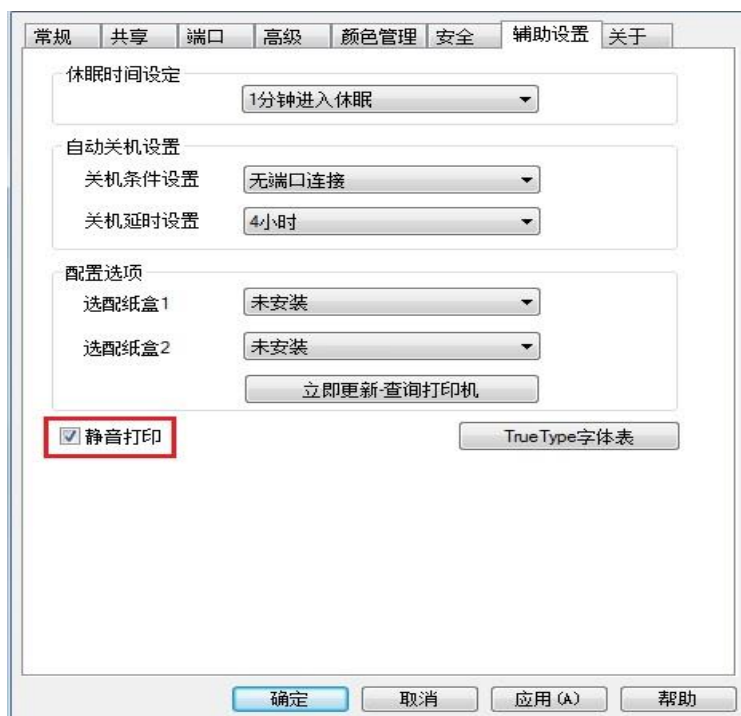 常规 共享 端口 高级 颜色管理 安全 辅助设置 关于
休眠时间设定
1分钟进入休眠
自动关机设置
关机条件设置 无端口连接
关机延时设置 4小时
配置选项
选配纸盒1 未安装
选配纸盒2 未安装
立即更新-查询打印机
静音打印 TrueType字体表
确定 取消 应用(A) 帮助